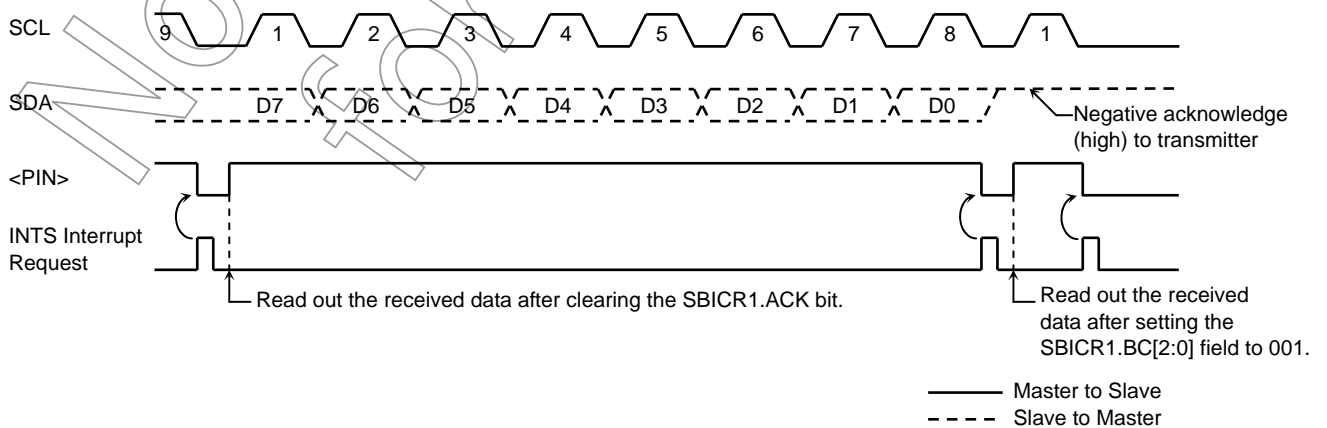 SCL
9 1 2 3 4 5 6 7 8 1
SDA
D7 D6 D5 D4 D3 D2 D1 D0
Negative acknowledge
(high) to transmitter
<PIN>
INTS Interrupt
Request
Read out the received data after clearing the SBICR1.ACK bit.
Read out the received
data after setting the
SBICR1.BC[2:0] field to 001.
Master to Slave
Slave to Master